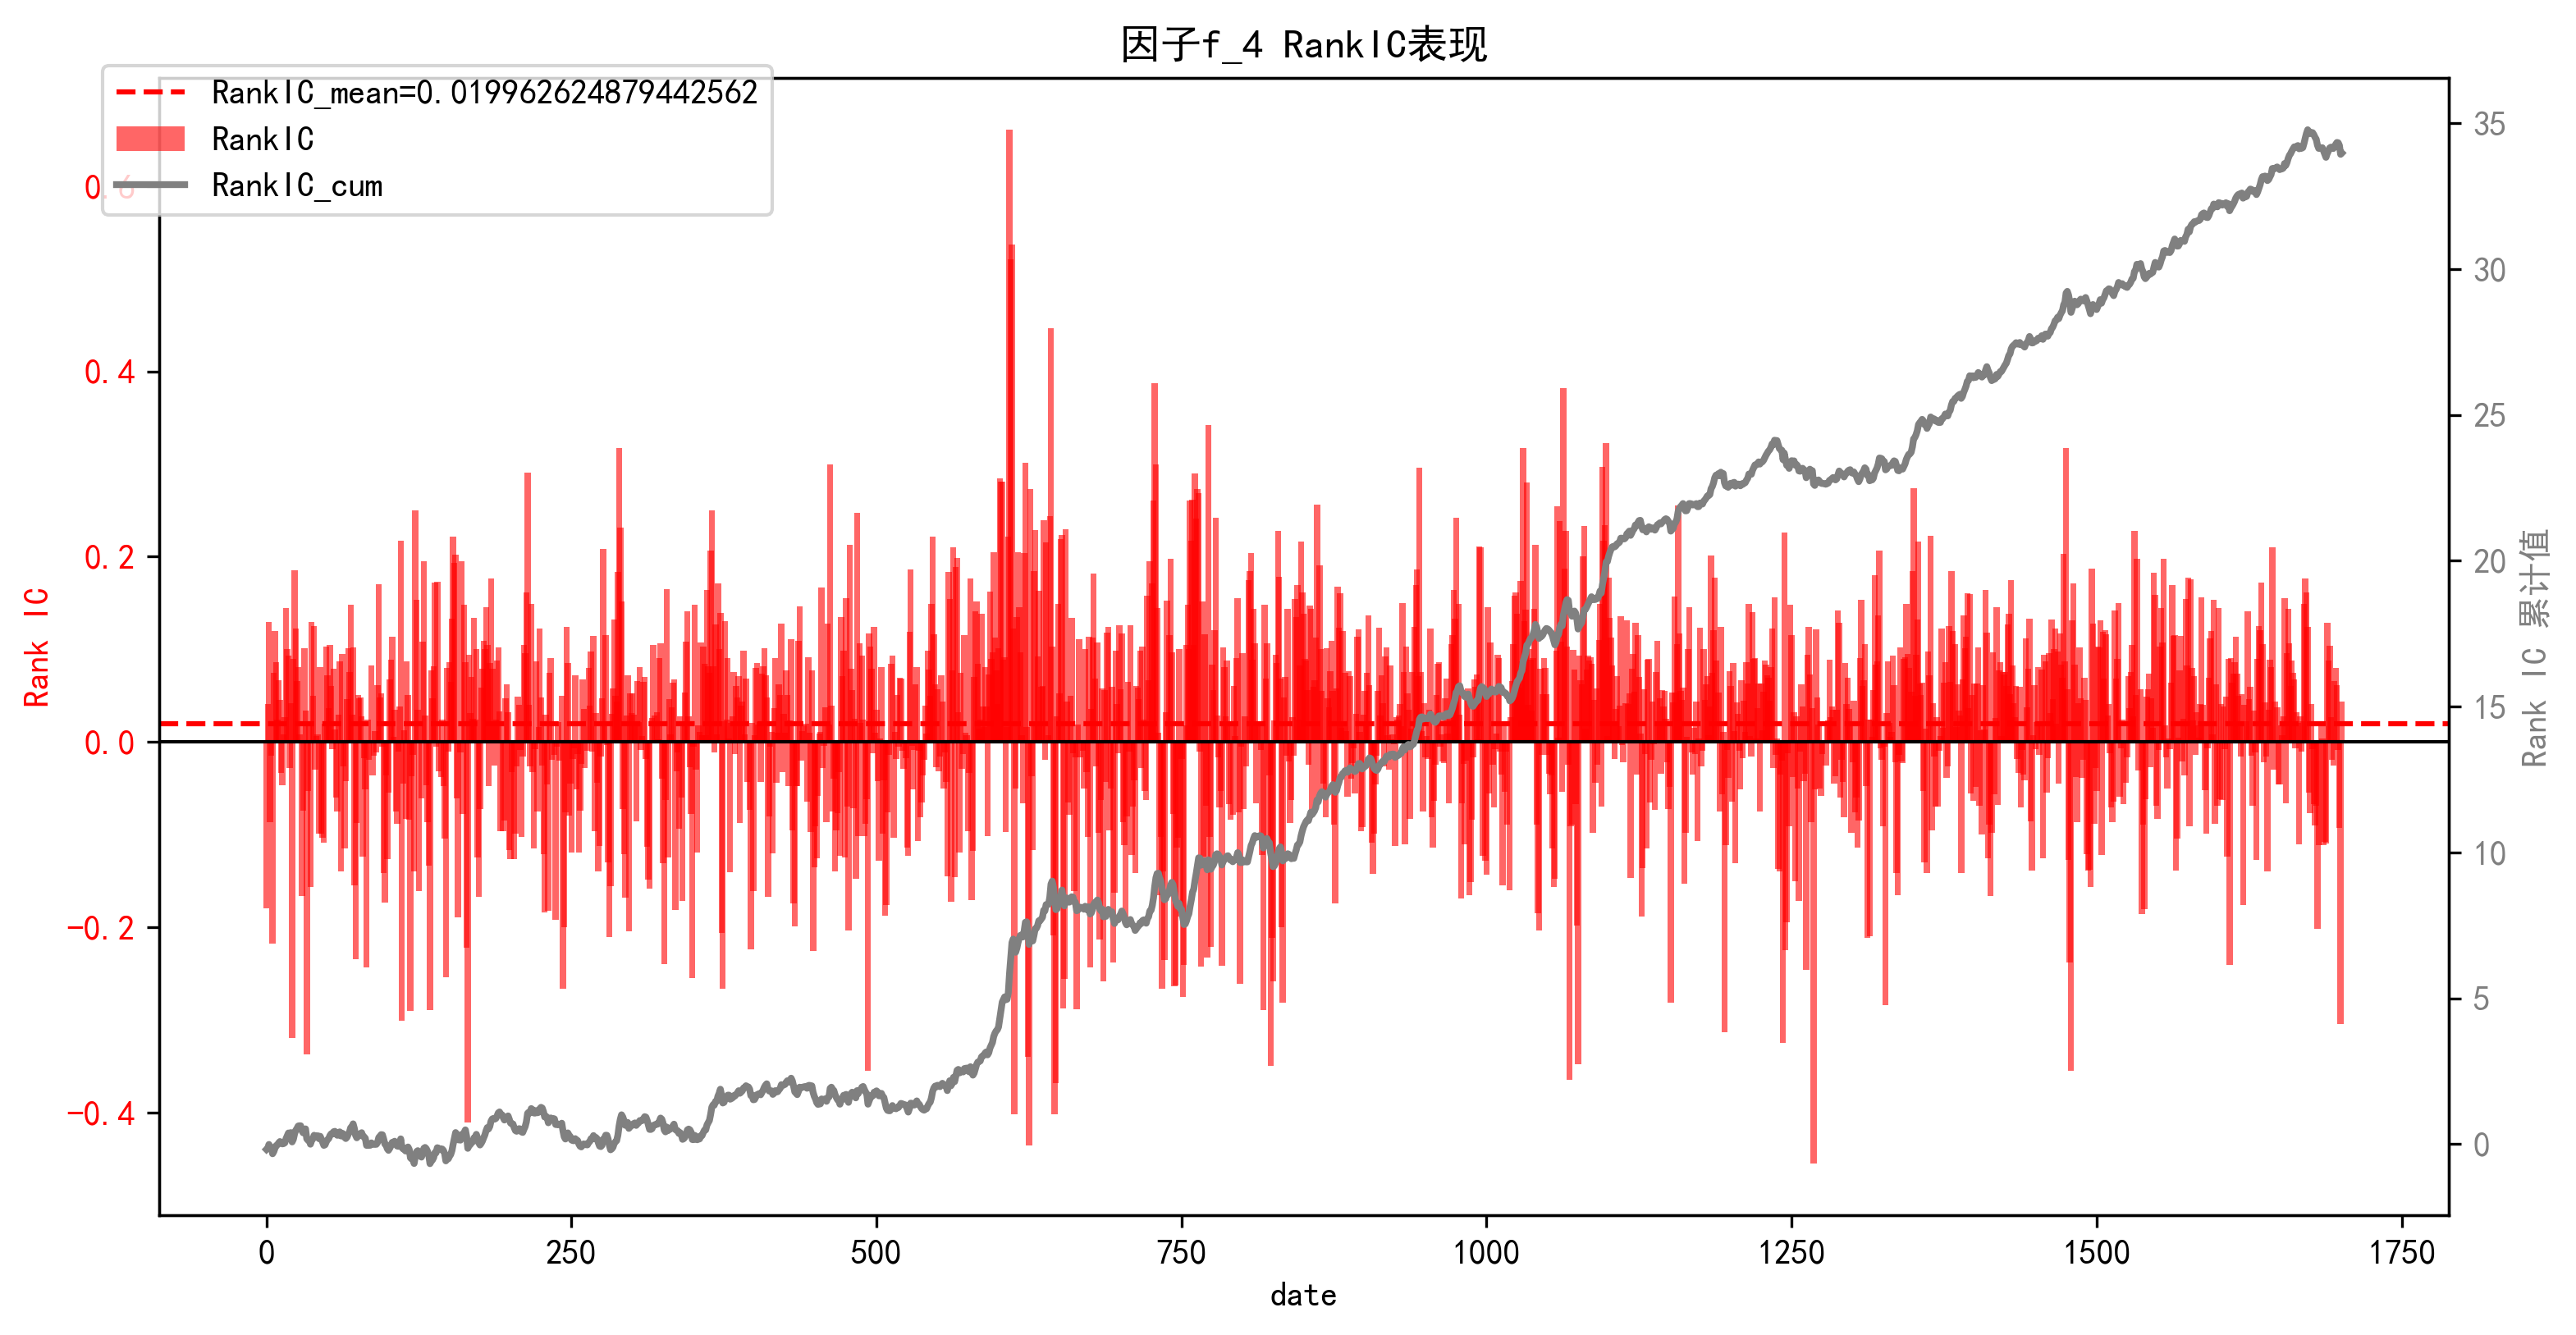 因子f_4 RankIC表现
RankIC_mean=0.019962624879442562
RankIC
RankIC_cum
Rank IC
0.6
0.4
0.2
0.0
-0.2
-0.4
35
30
25
20
15
10
5
0
Rank IC 累计值
0 250 500 750 1000 1250 1500 1750
date